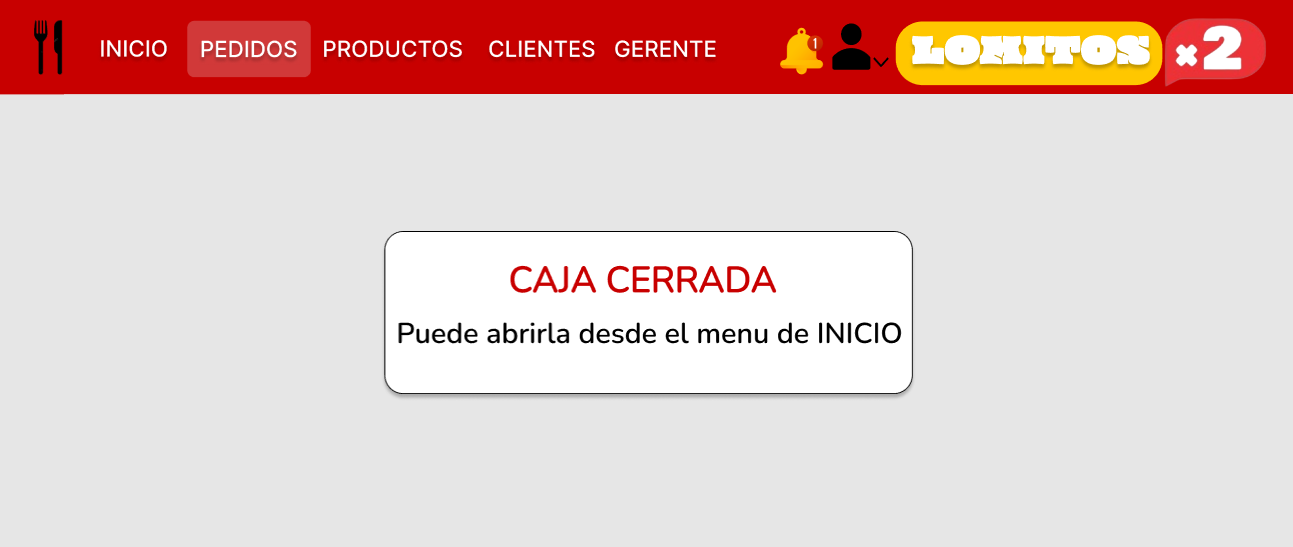 INICIO PEDIDOS PRODUCTOS CLIENTES GERENTE 1 LOMITOS x2
CAJA CERRADA
Puede abrirla desde el menu de INICIO